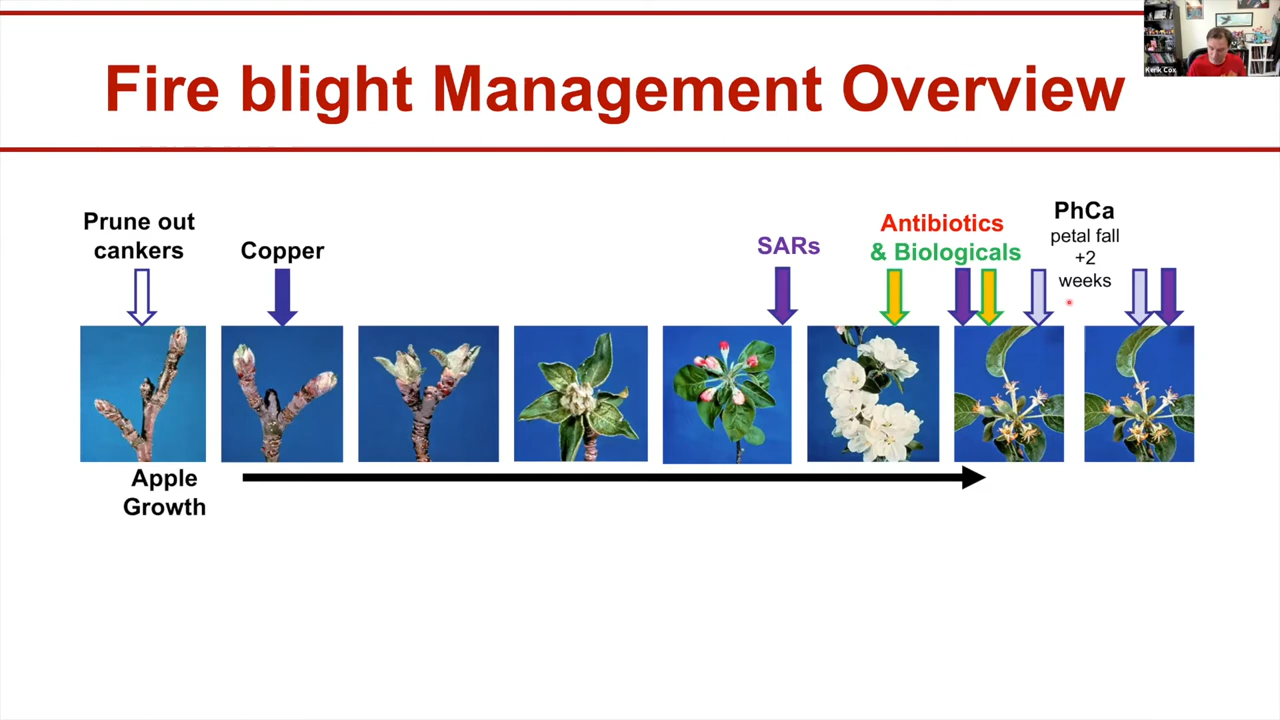 Fire blight Management Overview
Kerik Cox
Prune out
cankers
Copper
SARs
Antibiotics
& Biologicals
PhCa
petal fall
+2
weeks
Apple
Growth